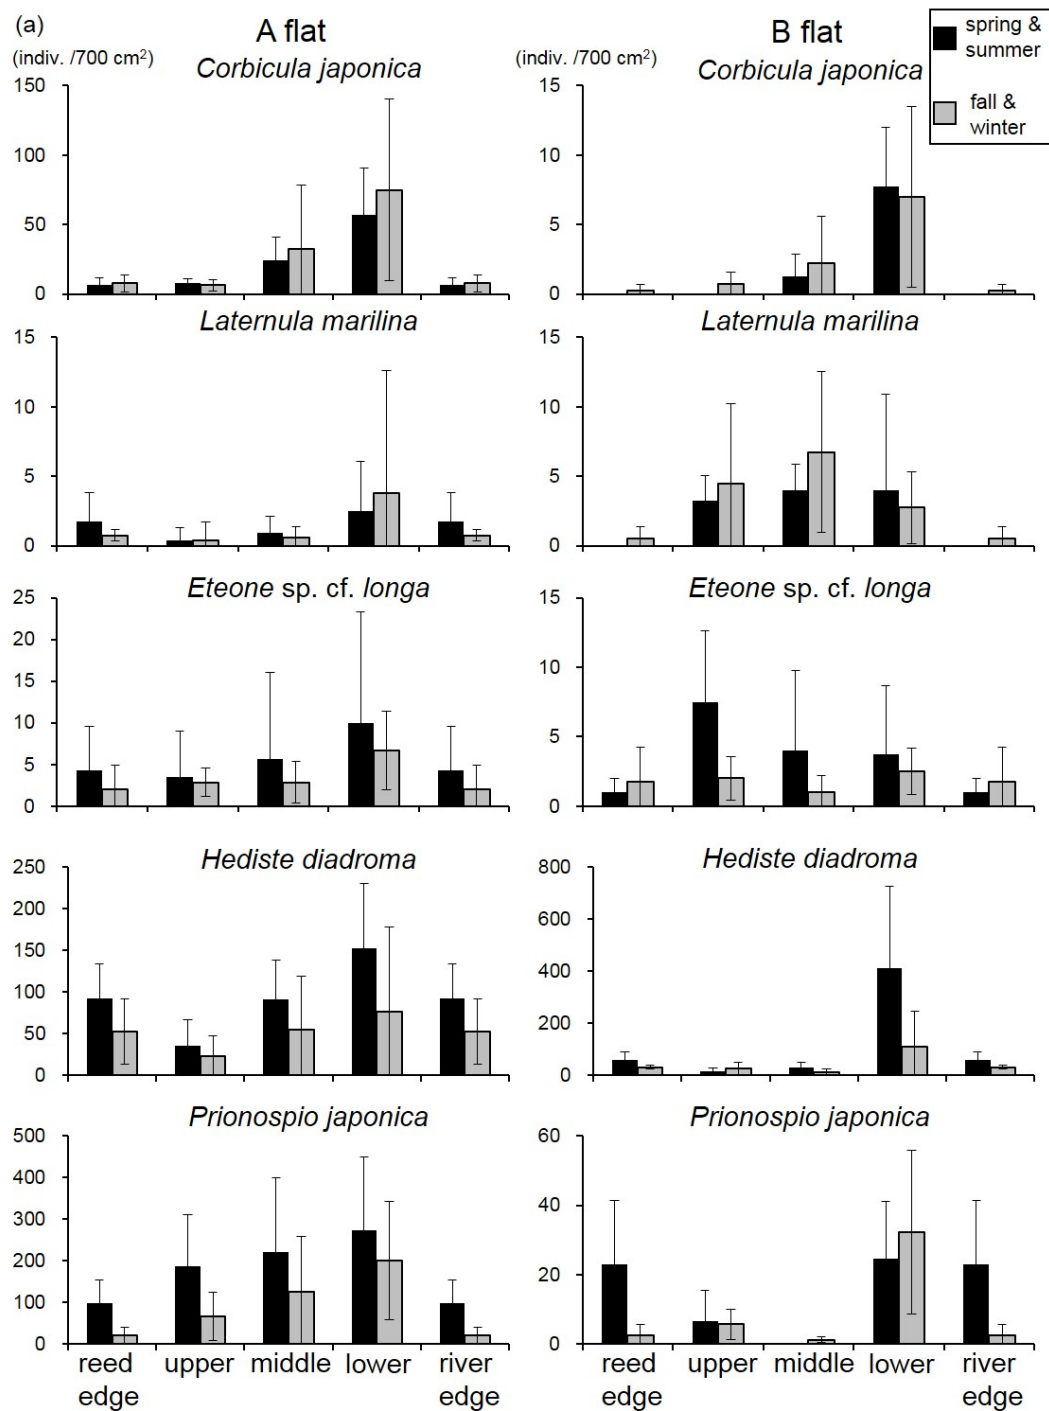 (a)
A flat
B flat
(indiv. /700 cm²)
(indiv. /700 cm²)
spring &
summer
fall &
winter
Corbicula japonica
Corbicula japonica
150
100
50
0
15
10
5
0
Laternula marilina
Laternula marilina
15
10
5
0
15
10
5
0
Eteone sp. cf. longa
Eteone sp. cf. longa
25
20
15
10
5
0
15
10
5
0
Hediste diadroma
Hediste diadroma
250
200
150
100
50
0
800
600
400
200
0
Prionospio japonica
Prionospio japonica
500
400
300
200
100
0
60
40
20
0
reed
edge
upper
middle
lower
river
edge
reed
edge
upper
middle
lower
river
edge